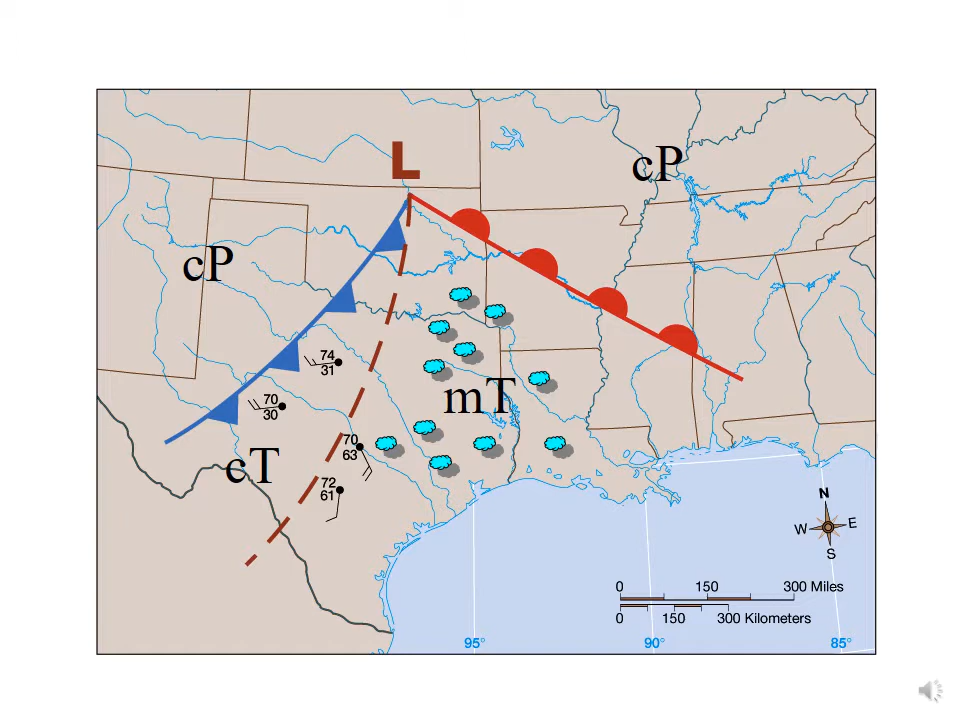 L
cP
cP
74
31
70
30
mT
70
63
cT
72
61
N
W E
S
0 150 300 Miles
0 150 300 Kilometers
95° 90° 85°